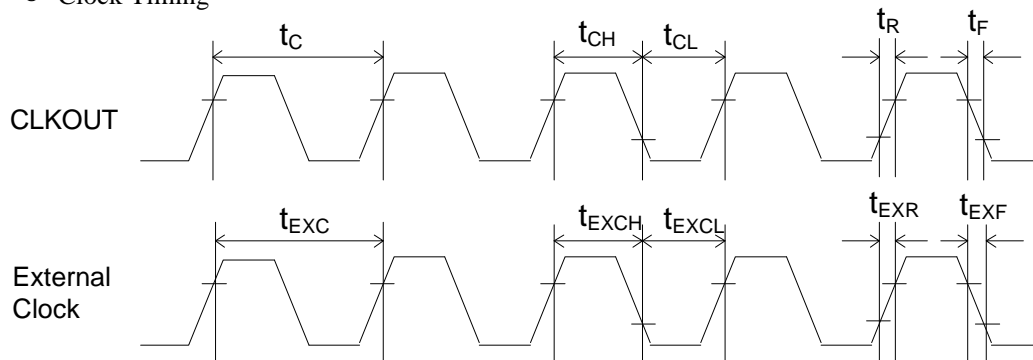 Clock Timing
tC tCH tCL tR tF
CLKOUT
tEXC tEXCH tEXCL tEXR tEXF
External
Clock